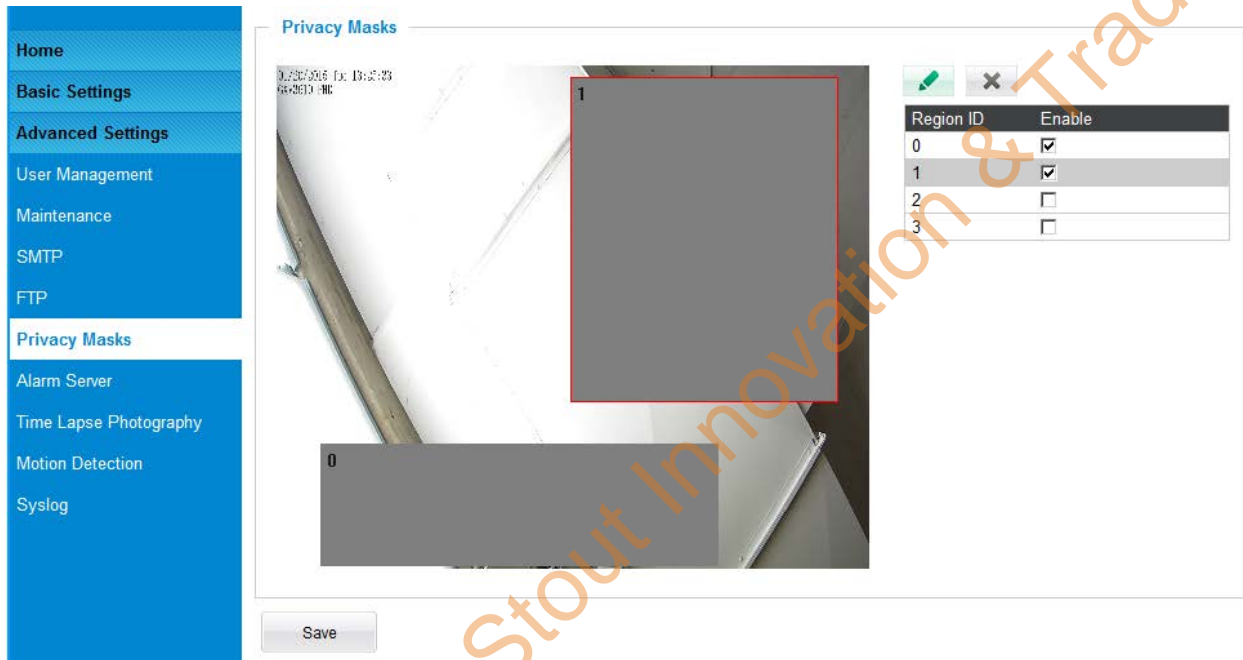 Privacy Masks
Home
Basic Settings
Advanced Settings
User Management
Maintenance
SMTP
FTP
Privacy Masks
Alarm Server
Time Lapse Photography
Motion Detection
Syslog
1
0
Region ID Enable
0
1
2
3
Save
Stout Innovation & Trad